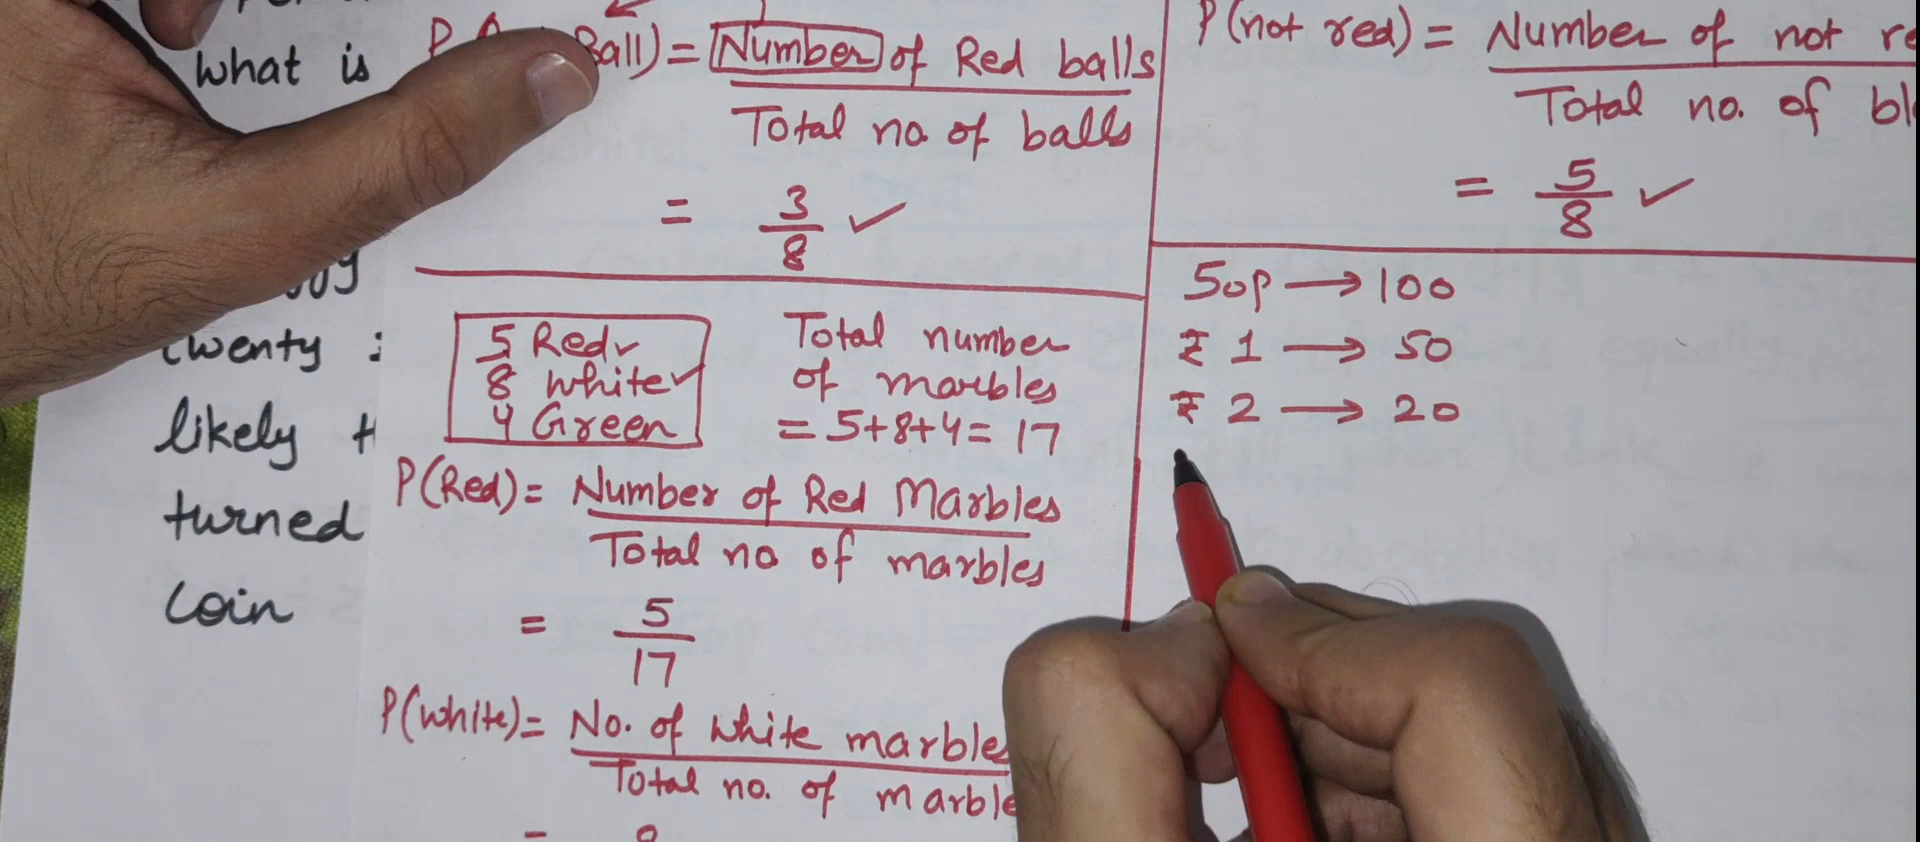 what is
Ball) = Number of Red balls
Total no of balls
= 3
8
P(not red) = Number of not re
Total no. of bl
= 5
8
twenty
likely t
turned
coin
5 Red
8 white
4 Green
Total number
of marbles
= 5+8+4 = 17
P(Red) = Number of Red Marbles
Total no of marbles
= 5
17
P(white) = No. of white marbles
Total no. of marble
50p → 100
₹ 1 → 50
₹ 2 → 20